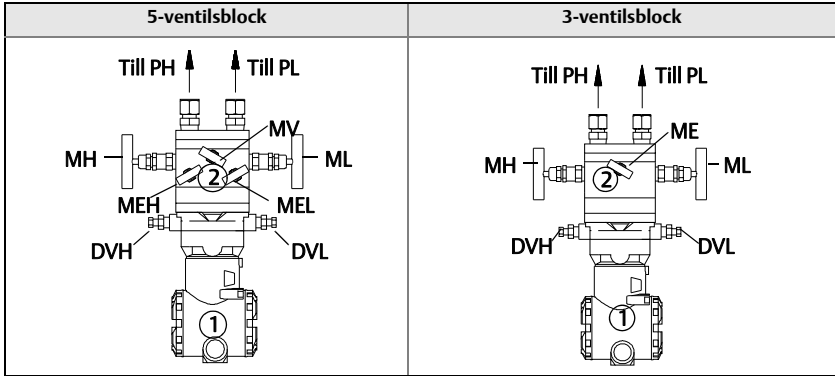 5-ventilsblock
3-ventilsblock
Till PH
Till PL
MV
MH
ML
2
MEH
MEL
DVH
DVL
1
Till PH
Till PL
ME
MH
ML
2
DVH
DVL
1